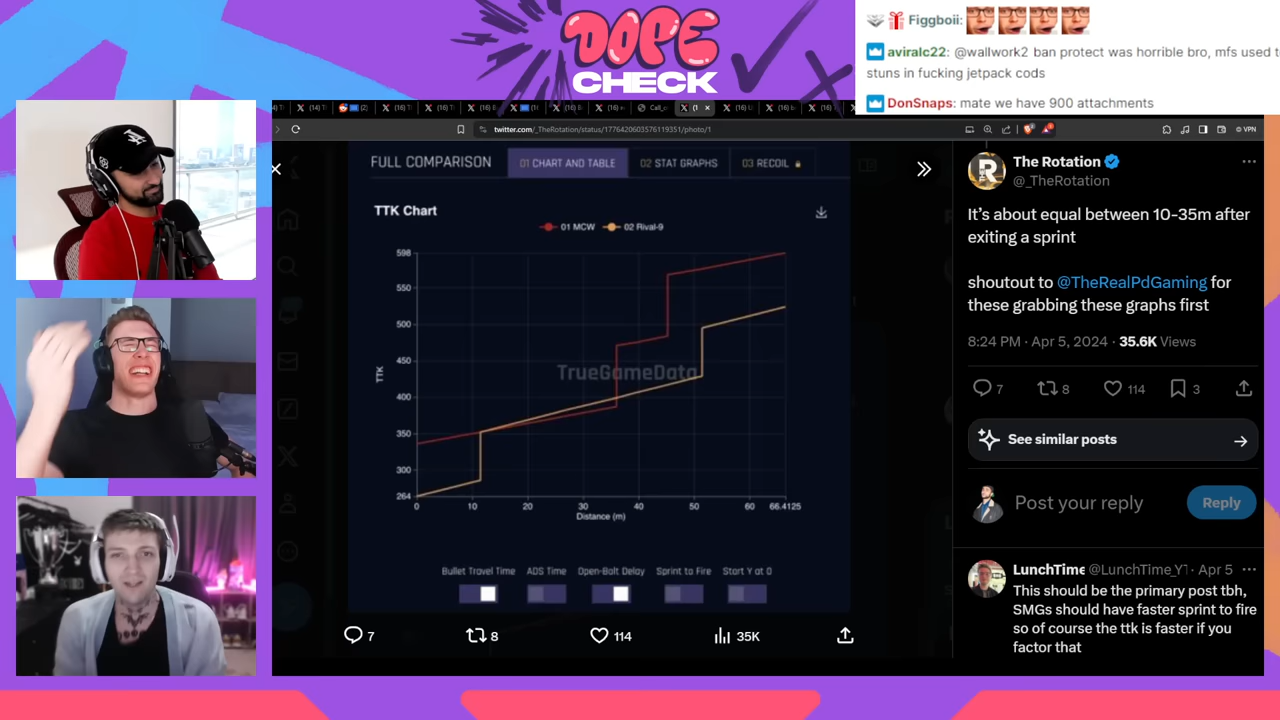 DOPE
CHECK
Figgboii:
aviralc22: @wallwork2 ban protect was horrible bro, mfs used t
stuns in fucking jetpack cods
DonSnaps: mate we have 900 attachments
twitter.com/_TheRotation/status/1776420603576119351/photo/1
VPN
FULL COMPARISON
01 CHART AND TABLE
02 STAT GRAPHS
03 RECOIL
TTK Chart
01 MCW
02 Rival-9
598
550
500
450
400
350
300
264
TTK
TrueGameData
0
10
20
30
40
50
60
66.4125
Distance (m)
Bullet Travel Time
ADS Time
Open-Bolt Delay
Sprint to Fire
Start Y at 0
7
8
114
35K
The Rotation
@_TheRotation
It's about equal between 10-35m after
exiting a sprint
shoutout to @TheRealPdGaming for
these grabbing these graphs first
8:24 PM · Apr 5, 2024 · 35.6K Views
7
8
114
3
See similar posts
Post your reply
Reply
LunchTime @LunchTime_Y · Apr 5
This should be the primary post tbh,
SMGs should have faster sprint to fire
so of course the ttk is faster if you
factor that